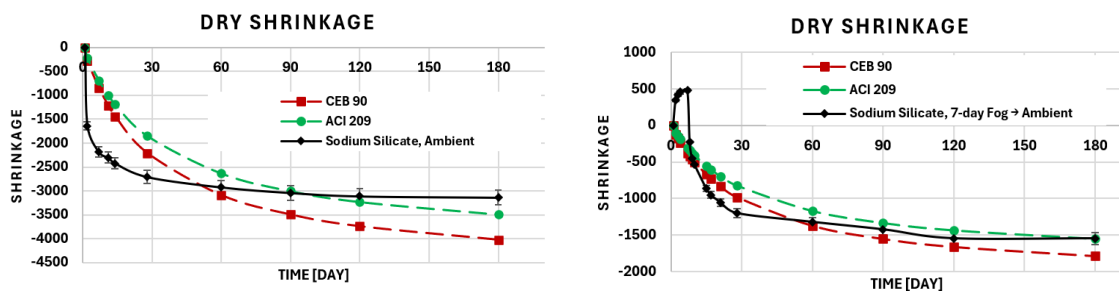 DRY SHRINKAGE
0
-500
-1000
-1500
-2000
-2500
-3000
-3500
-4000
-4500
0 30 60 90 120 150 180
CEB 90
ACI 209
Sodium Silicate, Ambient
SHRINKAGE
TIME [DAY]
DRY SHRINKAGE
1000
500
0
-500
-1000
-1500
-2000
0 30 60 90 120 150 180
CEB 90
ACI 209
Sodium Silicate, 7-day Fog → Ambient
SHRINKAGE
TIME [DAY]